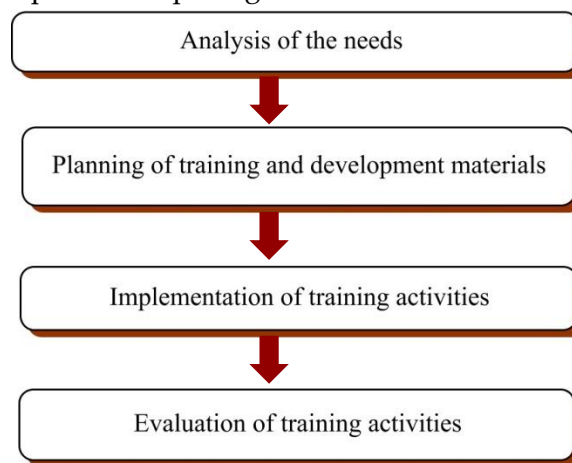 Analysis of the needs
Planning of training and development materials
Implementation of training activities
Evaluation of training activities